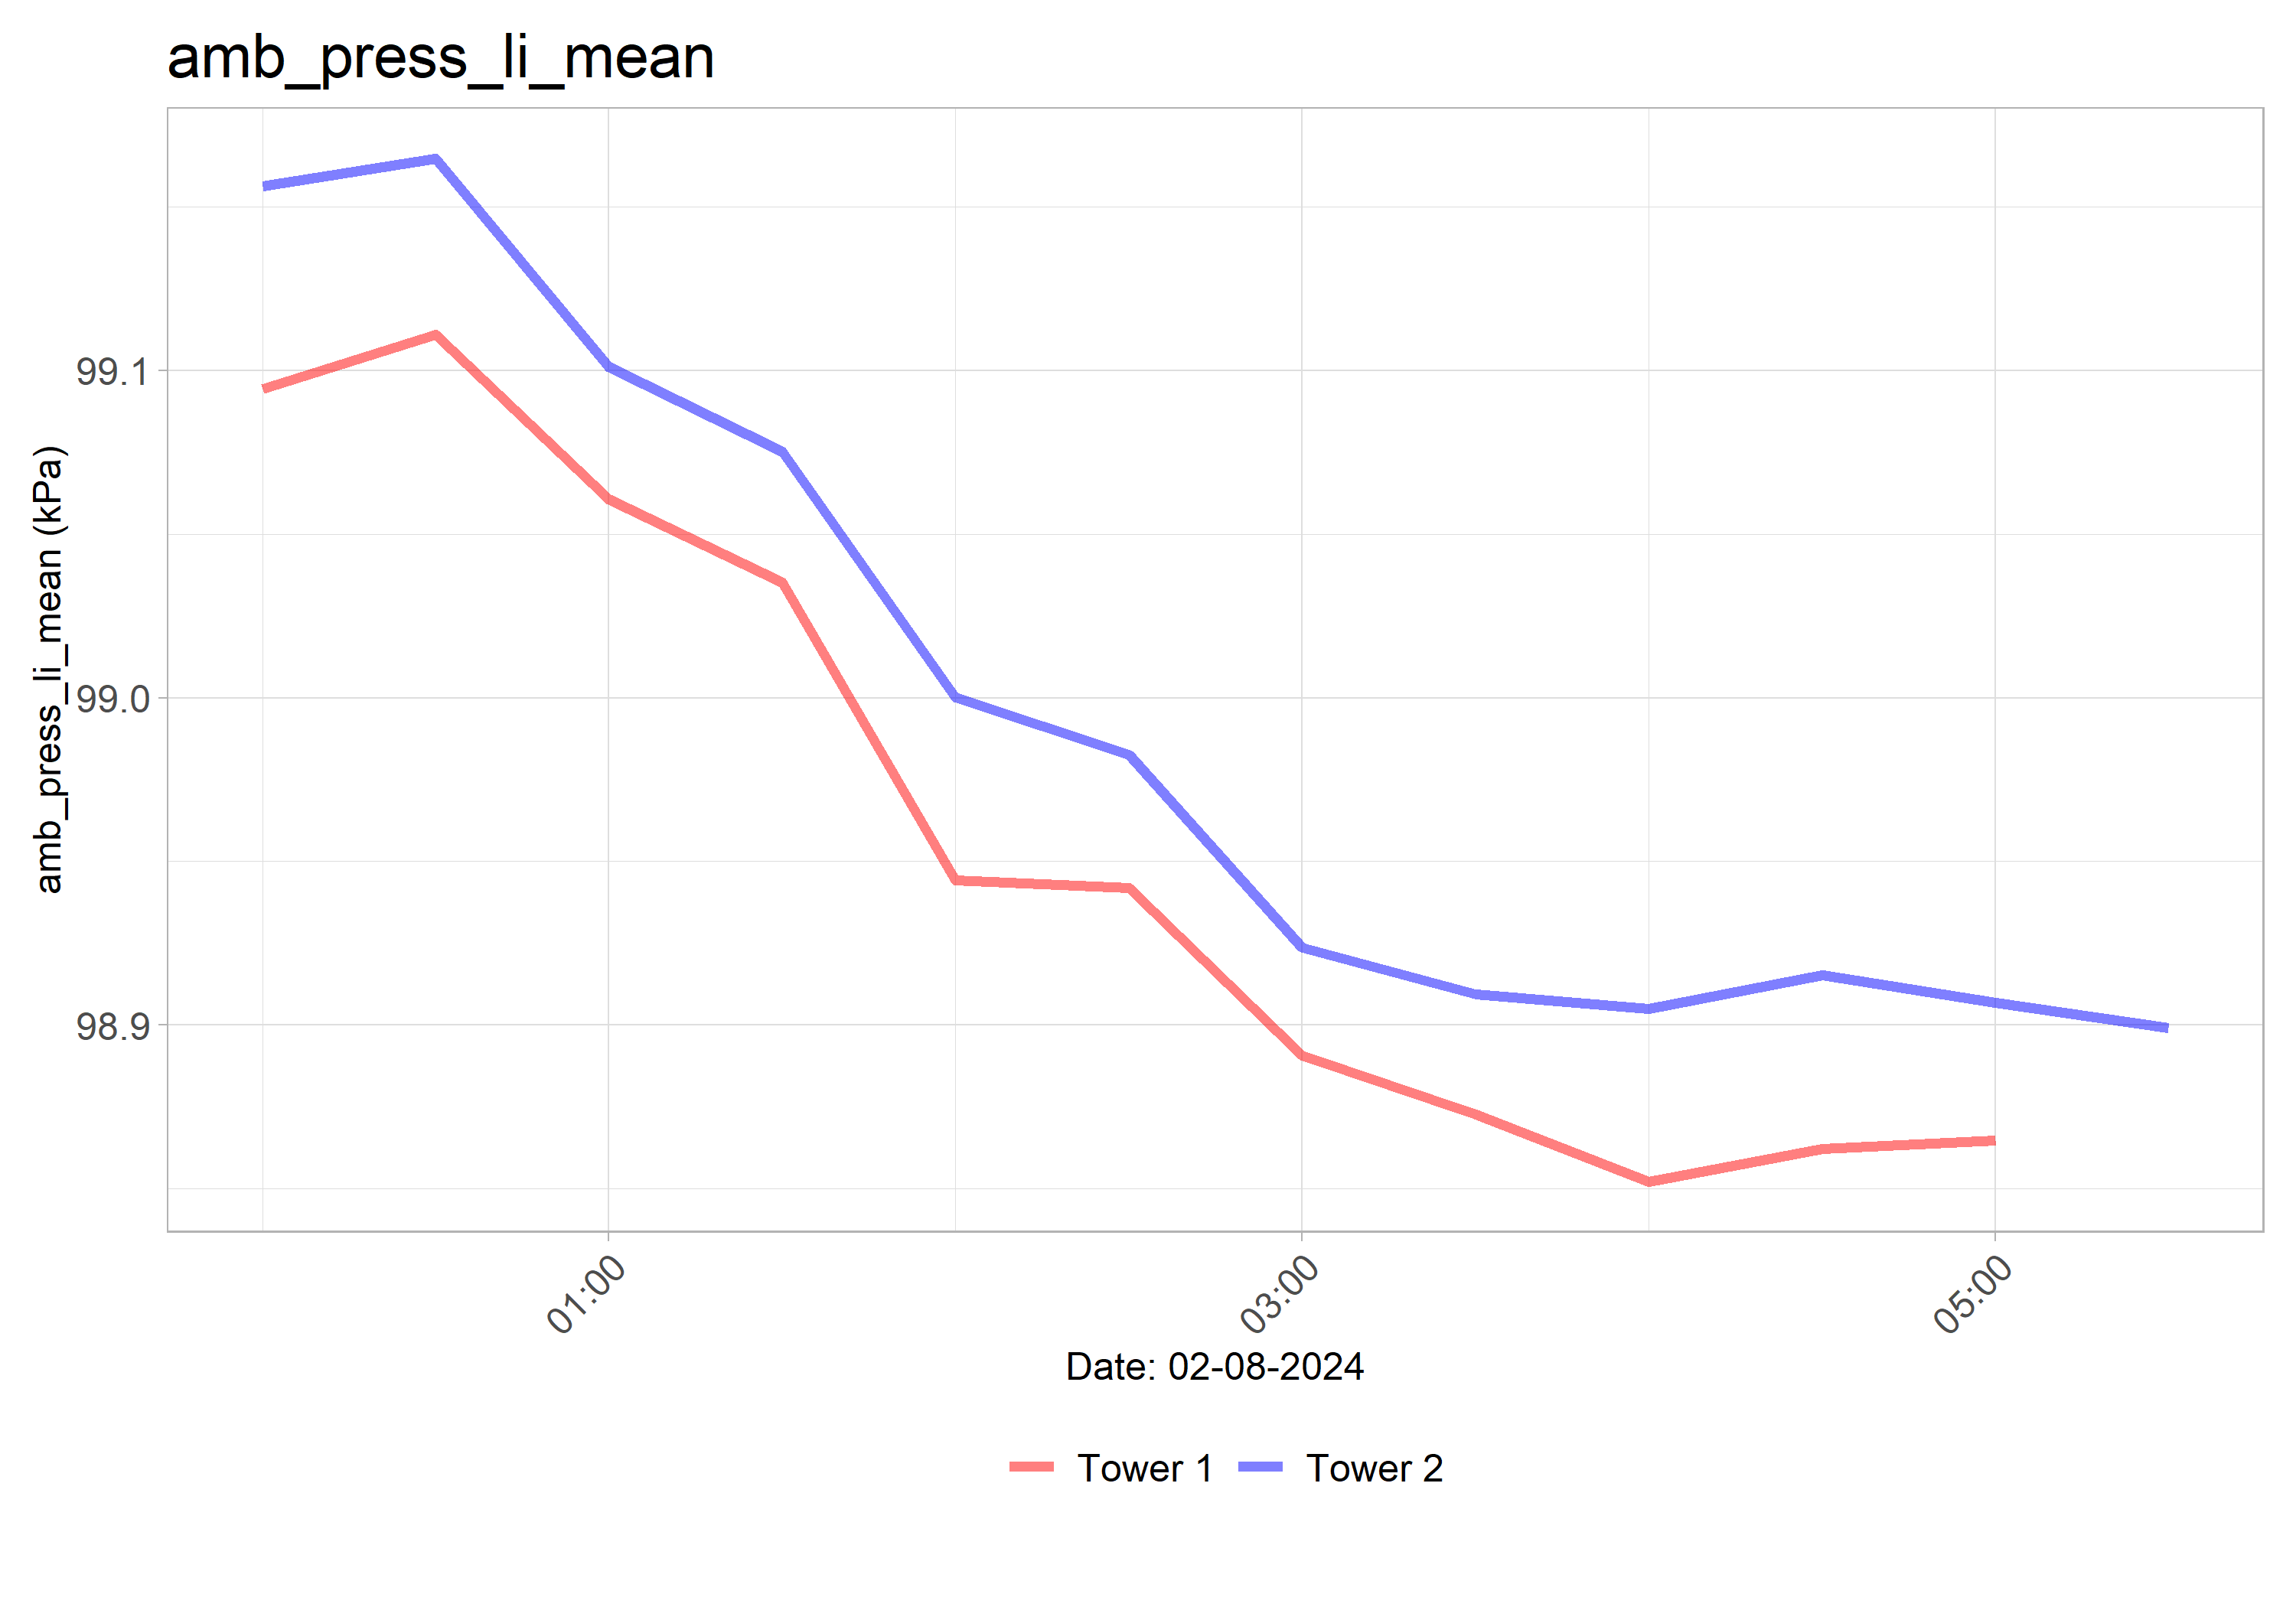 amb_press_li_mean
amb_press_li_mean (kPa)
99.1
99.0
98.9
01:00
03:00
05:00
Date: 02-08-2024
Tower 1
Tower 2